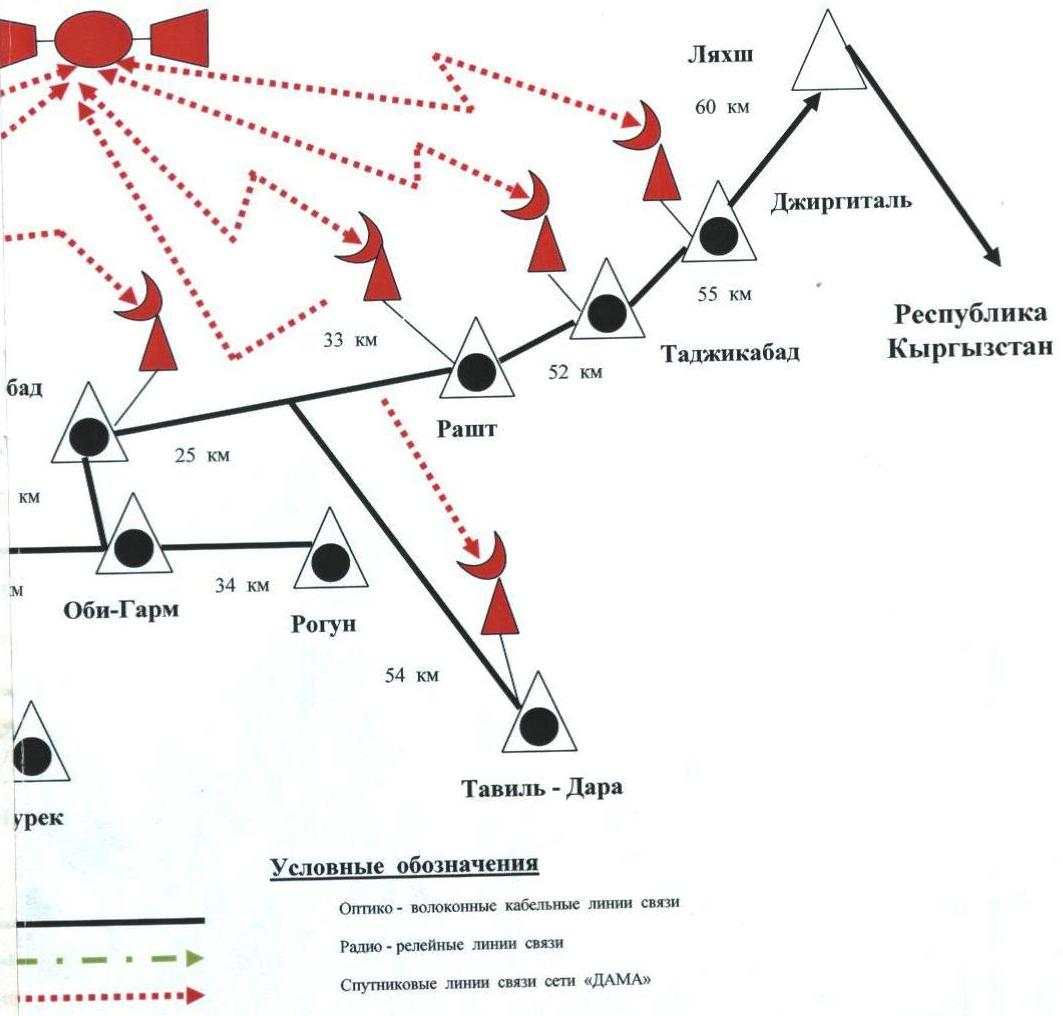 Ляхш
60 км
Джиргиталь
55 км
Республика
Кыргызстан
33 км
Таджикабад
52 км
бад
Рашт
25 км
км
34 км
Оби-Гарм
Рогун
54 км
Тавиль - Дара
урек
Условные обозначения
Оптико - волоконные кабельные линии связи
Радио - релейные линии связи
Спутниковые линии связи сети «ДАМА»